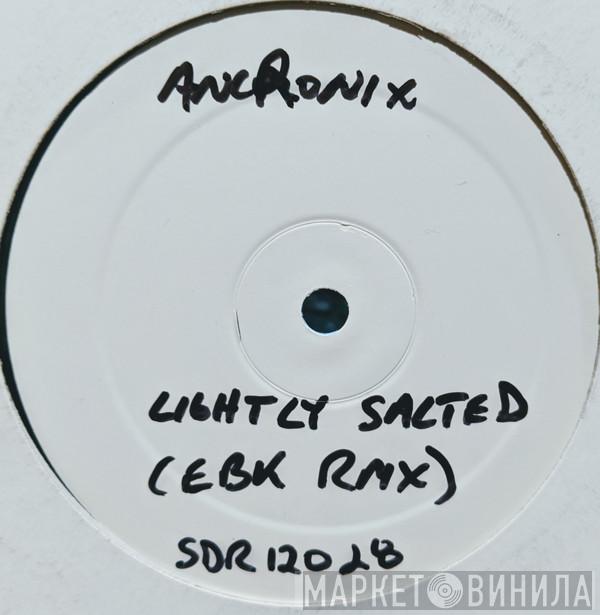 ANCRONIX
LIGHTLY SALTED
(EBK RMX)
SDR12028
МАРКЕТ ВИНИЛА